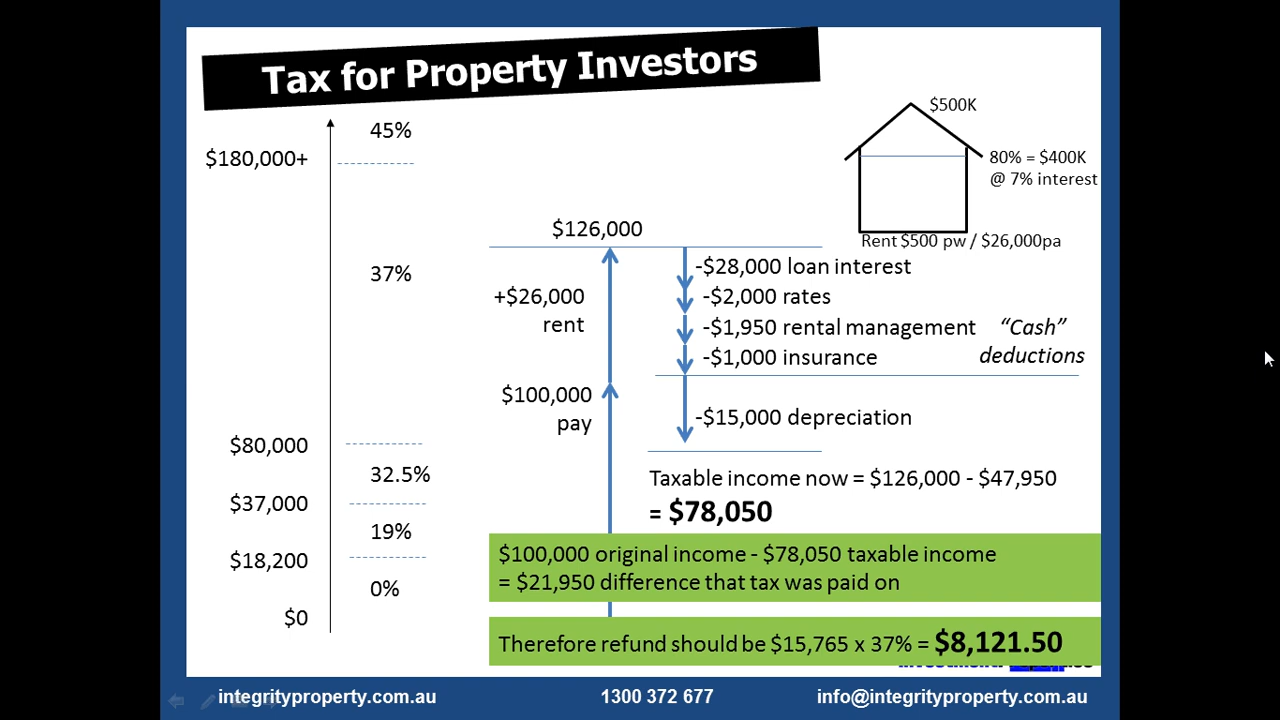 Tax for Property Investors
45%
$180,000+
37%
$80,000
32.5%
$37,000
19%
$18,200
0%
$0
$500K
80% = $400K
@ 7% interest
Rent $500 pw / $26,000pa
$126,000
+$26,000
rent
$100,000
pay
-$28,000 loan interest
-$2,000 rates
-$1,950 rental management
-$1,000 insurance
“Cash”
deductions
-$15,000 depreciation
Taxable income now = $126,000 - $47,950
= $78,050
$100,000 original income - $78,050 taxable income
= $21,950 difference that tax was paid on
Therefore refund should be $15,765 x 37% = $8,121.50
integrityproperty.com.au
1300 372 677
info@integrityproperty.com.au